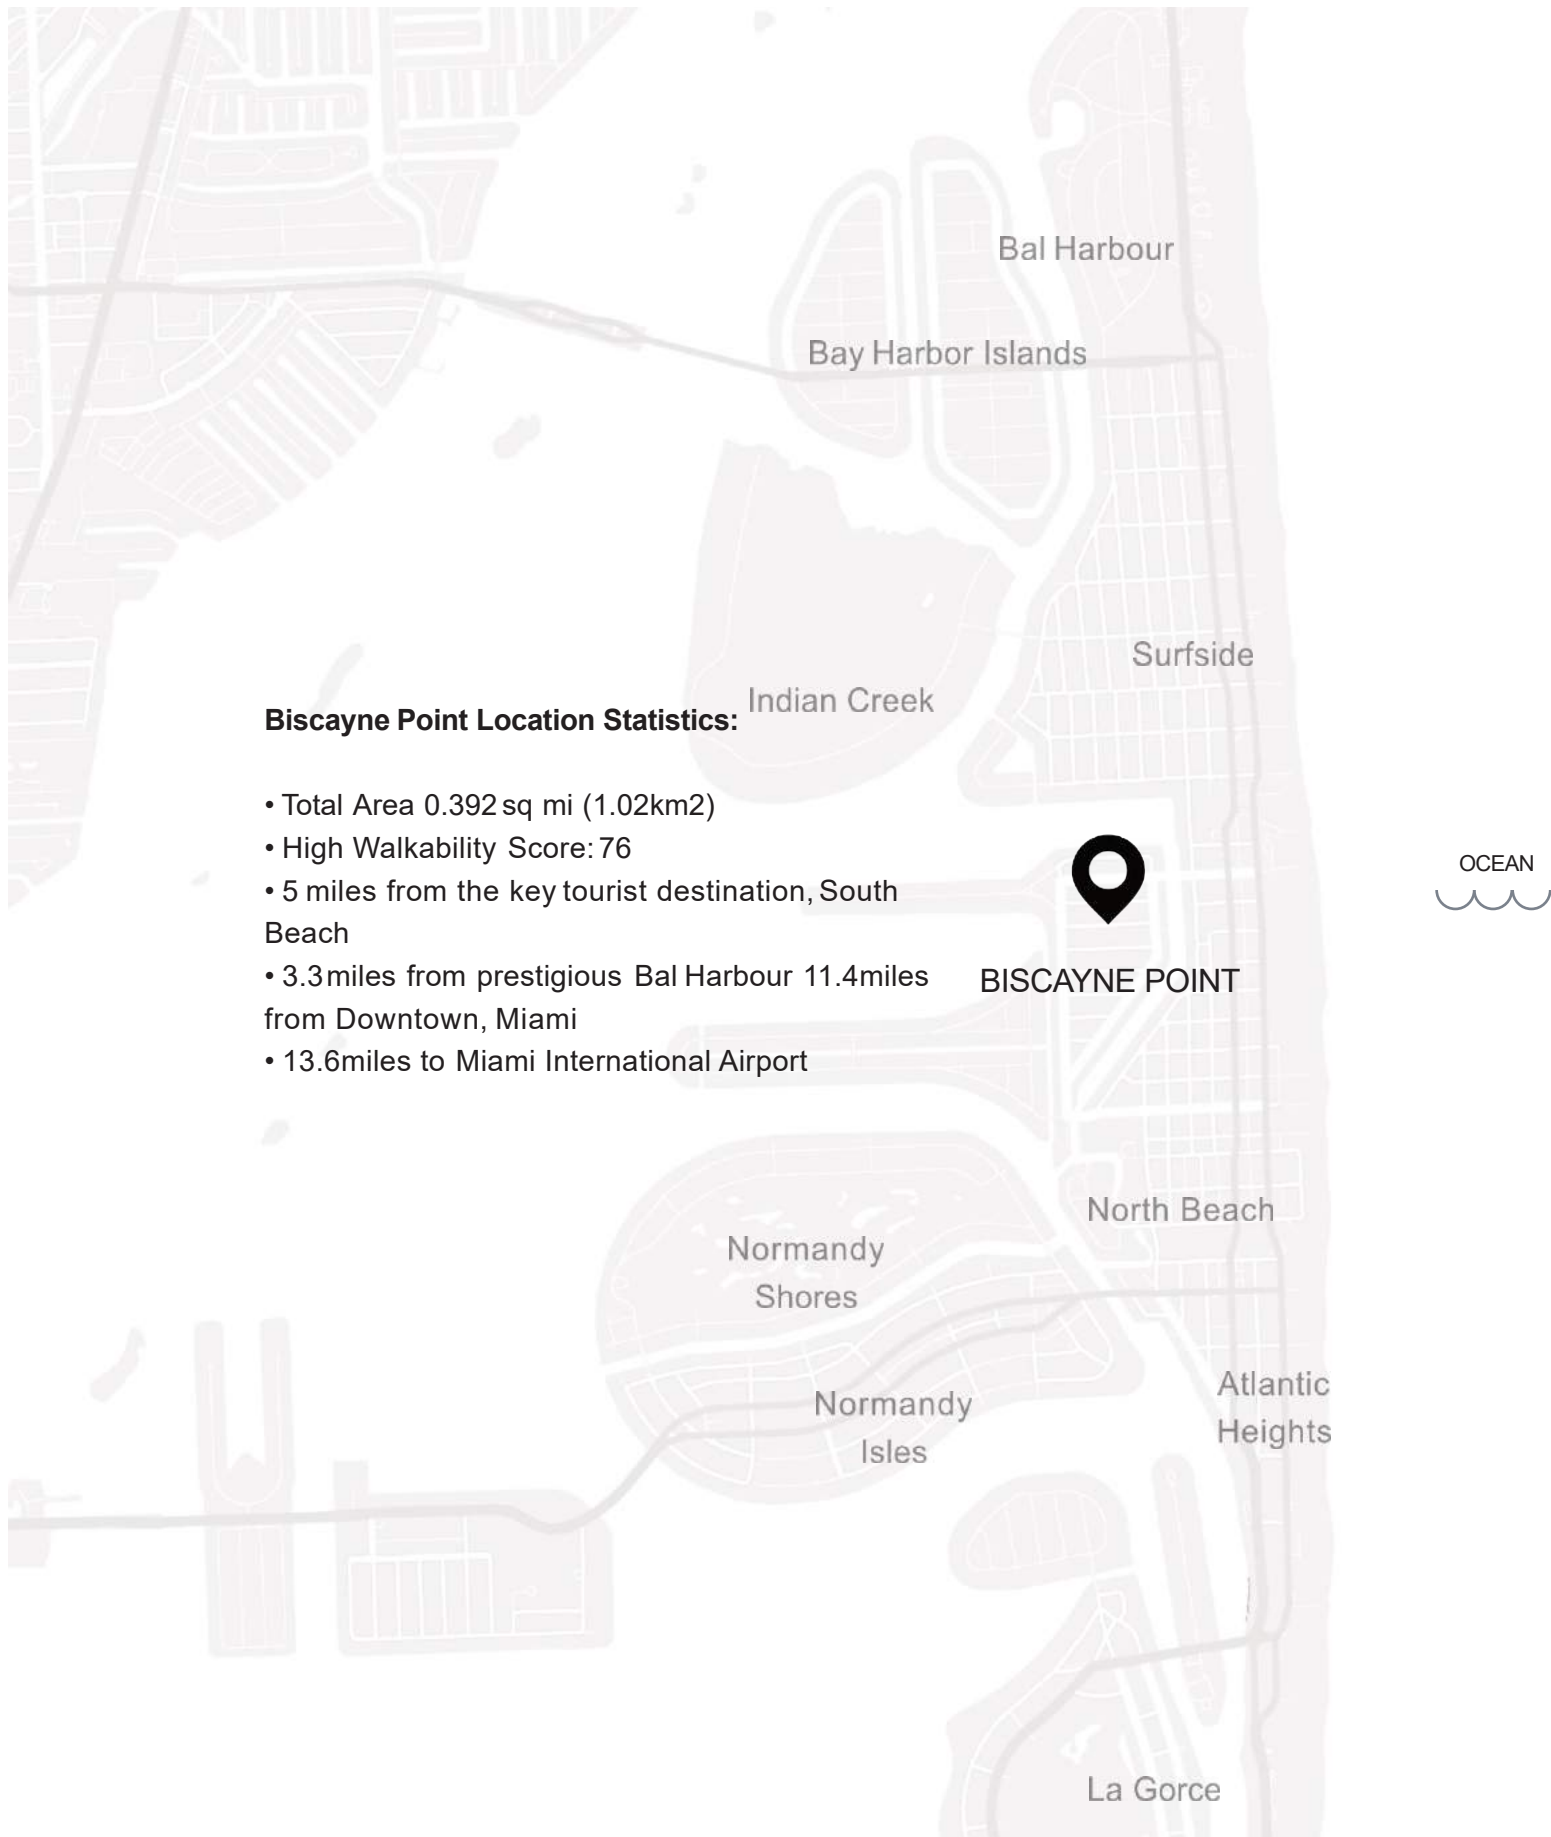 Bal Harbour
Bay Harbor Islands
Surfside
Indian Creek
Biscayne Point Location Statistics:
• Total Area 0.392 sq mi (1.02km2)
• High Walkability Score: 76
• 5 miles from the key tourist destination, South
Beach
• 3.3miles from prestigious Bal Harbour 11.4miles
from Downtown, Miami
• 13.6miles to Miami International Airport
OCEAN
BISCAYNE POINT
North Beach
Normandy
Shores
Atlantic
Heights
Normandy
Isles
La Gorce